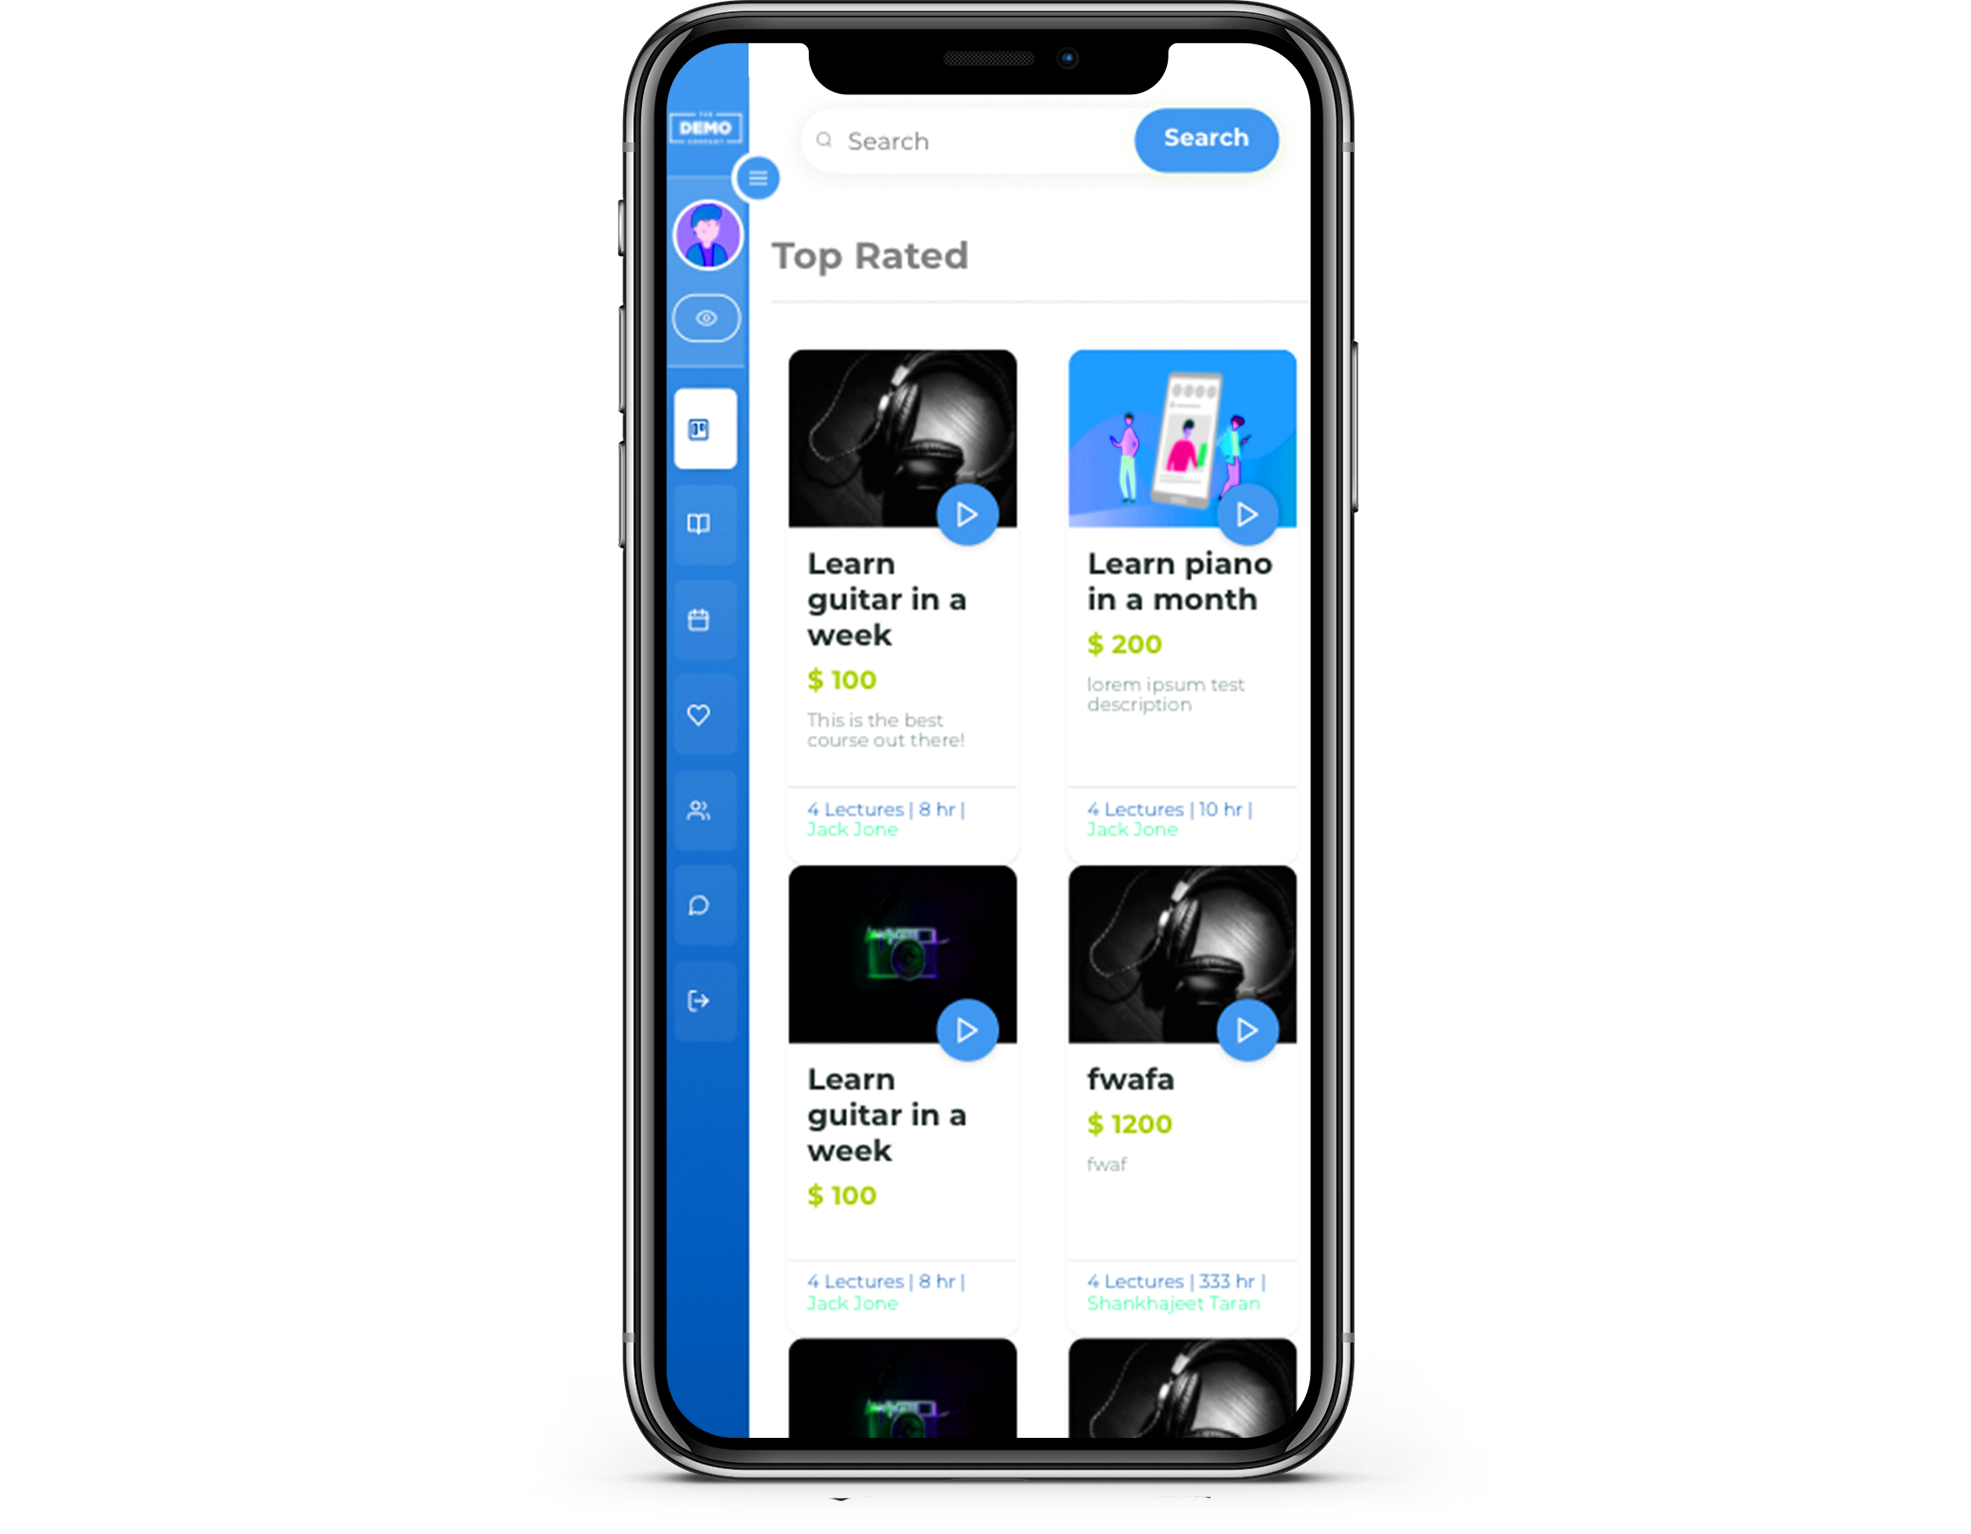 THE
DEMO
COMPANY
Search
Search
Top Rated
Learn
guitar in a
week
$ 100
This is the best
course out there!
4 Lectures | 8 hr |
Jack Jone
Learn piano
in a month
$ 200
lorem ipsum test
description
4 Lectures | 10 hr |
Jack Jone
Learn
guitar in a
week
$ 100
4 Lectures | 8 hr |
Jack Jone
fwafa
$ 1200
fwaf
4 Lectures | 333 hr |
Shankhajeet Taran